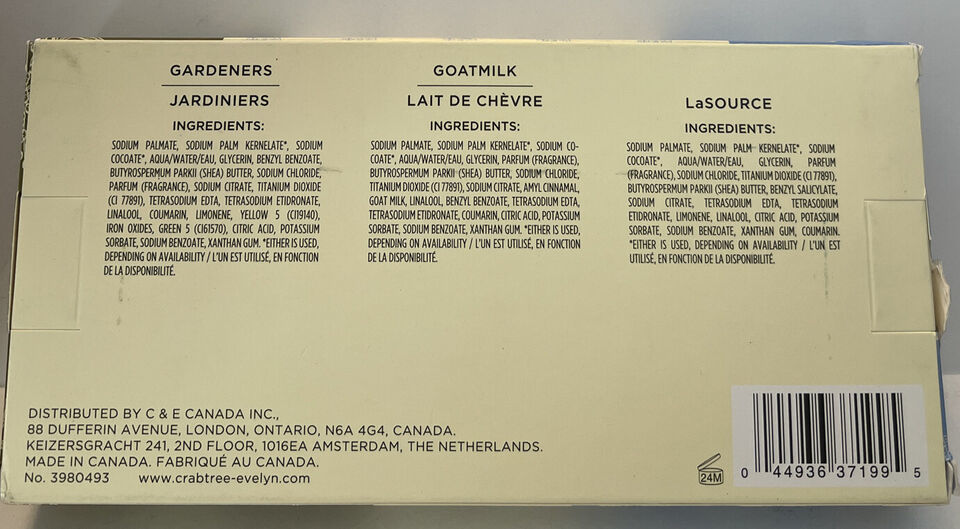 GARDENERS
JARDINIERS
INGREDIENTS:
SODIUM PALMATE, SODIUM PALM KERNELATE*, SODIUM
COCOATE*, AQUA/WATER/EAU, GLYCERIN, BENZYL BENZOATE,
BUTYROSPERMUM PARKII (SHEA) BUTTER, SODIUM CHLORIDE,
PARFUM (FRAGRANCE), SODIUM CITRATE, TITANIUM DIOXIDE
(CI 77891), TETRASODIUM EDTA, TETRASODIUM ETIDRONATE,
LINALOOL, COUMARIN, LIMONENE, YELLOW 5 (CI19140),
IRON OXIDES, GREEN 5 (CI61570), CITRIC ACID, POTASSIUM
SORBATE, SODIUM BENZOATE, XANTHAN GUM. *EITHER IS USED,
DEPENDING ON AVAILABILITY / L'UN EST UTILISÉ, EN FONCTION
DE LA DISPONIBILITÉ.
GOATMILK
LAIT DE CHÈVRE
INGREDIENTS:
SODIUM PALMATE, SODIUM PALM KERNELATE*, SODIUM CO-
COATE*, AQUA/WATER/EAU, GLYCERIN, PARFUM (FRAGRANCE),
BUTYROSPERMUM PARKII (SHEA) BUTTER, SODIUM CHLORIDE,
TITANIUM DIOXIDE (CI 77891), SODIUM CITRATE, AMYL CINNAMAL,
GOAT MILK, LINALOOL, BENZYL BENZOATE, TETRASODIUM EDTA,
TETRASODIUM ETIDRONATE, COUMARIN, CITRIC ACID, POTASSIUM
SORBATE, SODIUM BENZOATE, XANTHAN GUM. *EITHER IS USED,
DEPENDING ON AVAILABILITY / L'UN EST UTILISÉ, EN FONCTION
DE LA DISPONIBILITÉ.
LaSOURCE
INGREDIENTS:
SODIUM PALMATE, SODIUM PALM KERNELATE*, SODIUM
COCOATE*, AQUA/WATER/EAU, GLYCERIN, PARFUM
(FRAGRANCE), SODIUM CHLORIDE, TITANIUM DIOXIDE (CI 77891),
BUTYROSPERMUM PARKII (SHEA) BUTTER, BENZYL SALICYLATE,
SODIUM CITRATE, TETRASODIUM EDTA, TETRASODIUM
ETIDRONATE, LIMONENE, LINALOOL, CITRIC ACID, POTASSIUM
SORBATE, SODIUM BENZOATE, XANTHAN GUM, COUMARIN.
*EITHER IS USED, DEPENDING ON AVAILABILITY / L'UN EST
UTILISÉ, EN FONCTION DE LA DISPONIBILITÉ.
DISTRIBUTED BY C & E CANADA INC.,
88 DUFFERIN AVENUE, LONDON, ONTARIO, N6A 4G4, CANADA.
KEIZERSGRACHT 241, 2ND FLOOR, 1016EA AMSTERDAM, THE NETHERLANDS.
MADE IN CANADA. FABRIQUÉ AU CANADA.
No. 3980493 www.crabtree-evelyn.com
24M
0 44936 37199 5